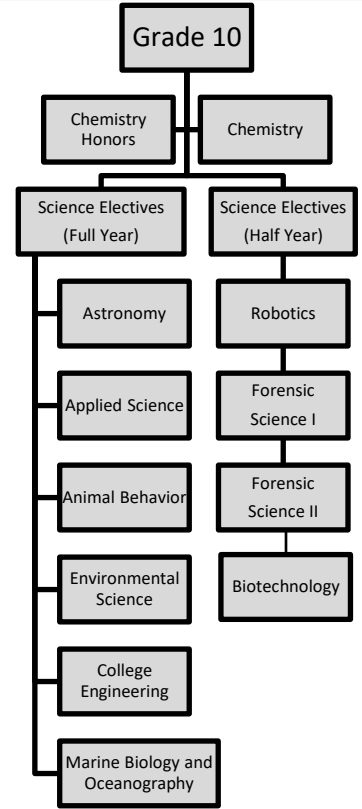 Grade 10
Chemistry
Honors
Chemistry
Science Electives
(Full Year)
Science Electives
(Half Year)
Astronomy
Applied Science
Animal Behavior
Environmental
Science
College
Engineering
Marine Biology and
Oceanography
Robotics
Forensic
Science I
Forensic
Science II
Biotechnology